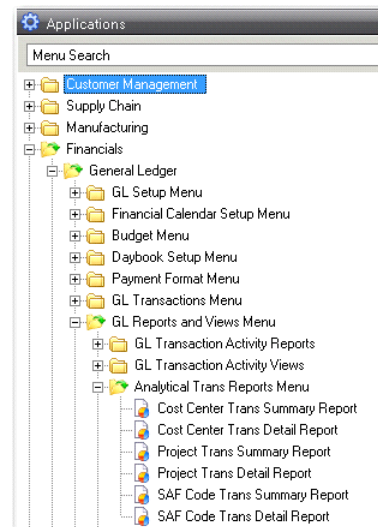 Applications
Menu Search
Customer Management
Supply Chain
Manufacturing
Financials
General Ledger
GL Setup Menu
Financial Calendar Setup Menu
Budget Menu
Daybook Setup Menu
Payment Format Menu
GL Transactions Menu
GL Reports and Views Menu
GL Transaction Activity Reports
GL Transaction Activity Views
Analytical Trans Reports Menu
Cost Center Trans Summary Report
Cost Center Trans Detail Report
Project Trans Summary Report
Project Trans Detail Report
SAF Code Trans Summary Report
SAF Code Trans Detail Report